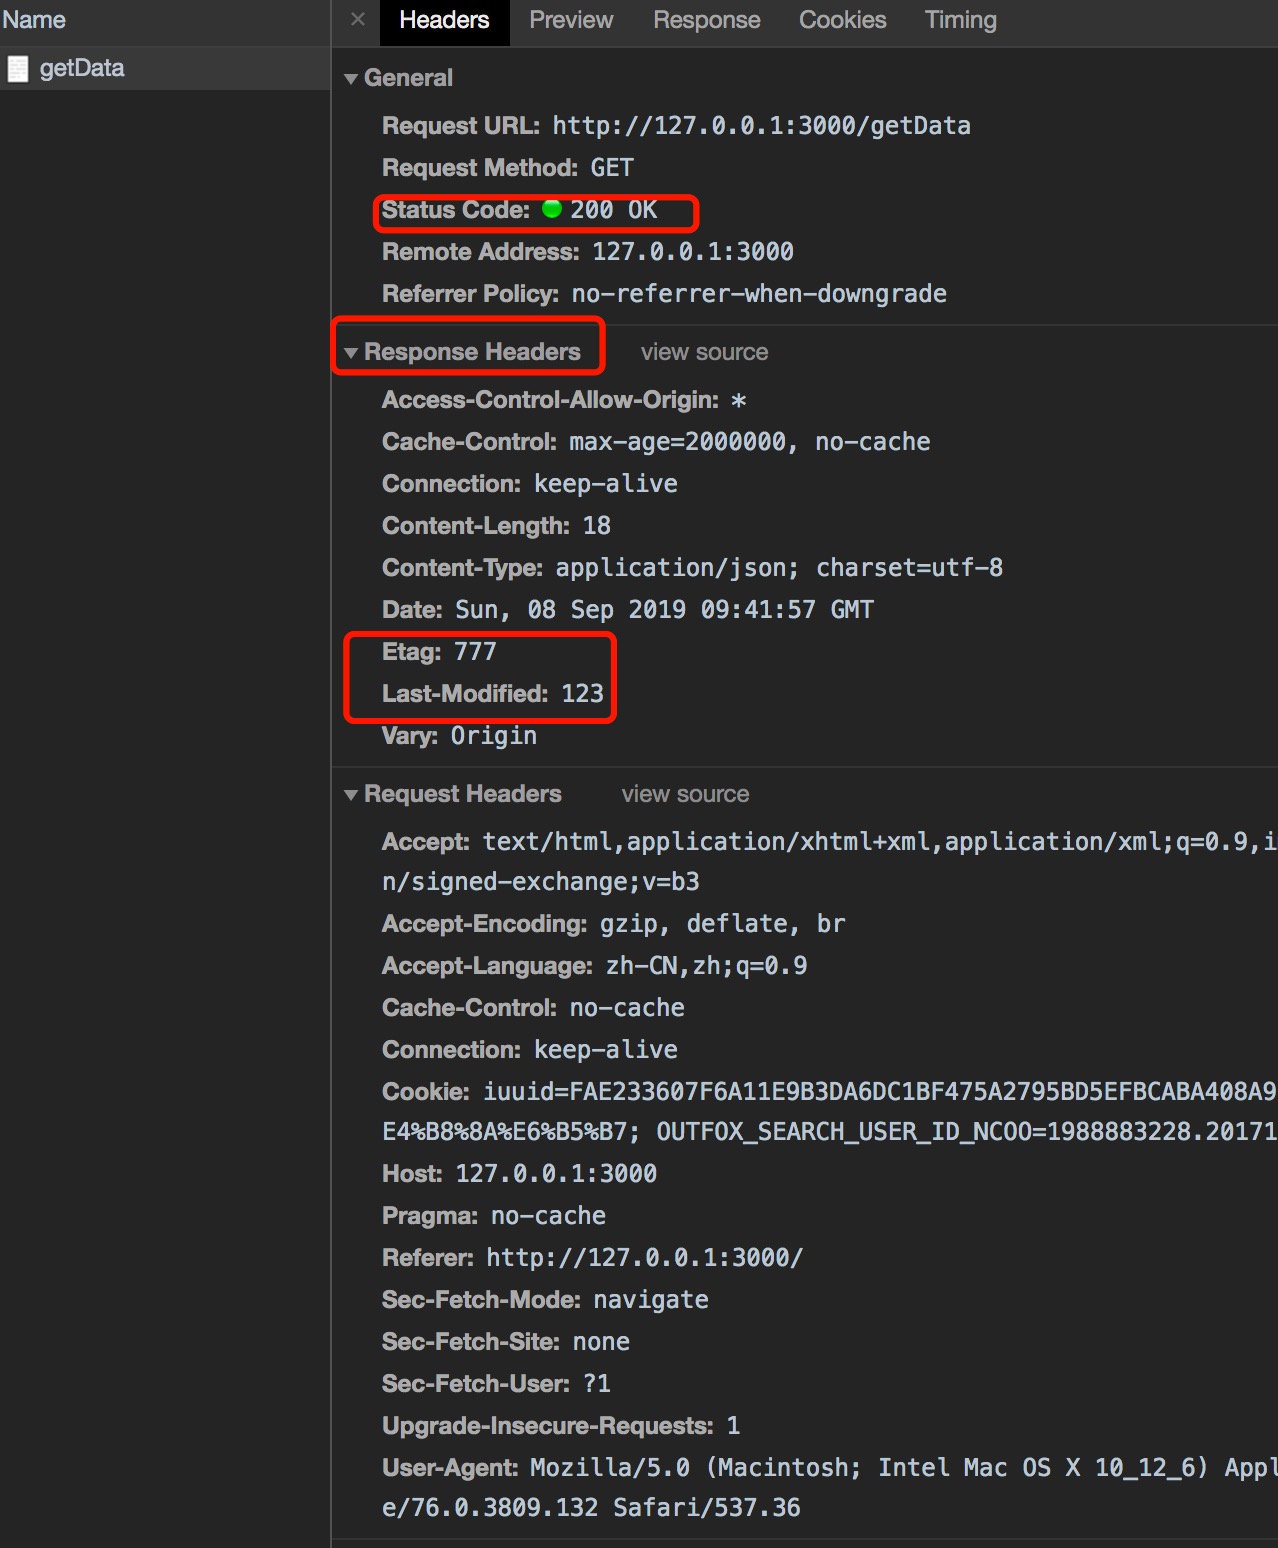 Name
getData
× Headers Preview Response Cookies Timing
▼ General
Request URL: http://127.0.0.1:3000/getData
Request Method: GET
Status Code: 200 OK
Remote Address: 127.0.0.1:3000
Referrer Policy: no-referrer-when-downgrade
▼ Response Headers view source
Access-Control-Allow-Origin: *
Cache-Control: max-age=2000000, no-cache
Connection: keep-alive
Content-Length: 18
Content-Type: application/json; charset=utf-8
Date: Sun, 08 Sep 2019 09:41:57 GMT
Etag: 777
Last-Modified: 123
Vary: Origin
▼ Request Headers view source
Accept: text/html,application/xhtml+xml,application/xml;q=0.9,i
n/signed-exchange;v=b3
Accept-Encoding: gzip, deflate, br
Accept-Language: zh-CN,zh;q=0.9
Cache-Control: no-cache
Connection: keep-alive
Cookie: iuuid=FAE233607F6A11E9B3DA6DC1BF475A2795BD5EFBCABA408A9
E4%B8%8A%E6%B5%B7; OUTFOX_SEARCH_USER_ID_NCOO=1988883228.20171
Host: 127.0.0.1:3000
Pragma: no-cache
Referer: http://127.0.0.1:3000/
Sec-Fetch-Mode: navigate
Sec-Fetch-Site: none
Sec-Fetch-User: ?1
Upgrade-Insecure-Requests: 1
User-Agent: Mozilla/5.0 (Macintosh; Intel Mac OS X 10_12_6) Appl
e/76.0.3809.132 Safari/537.36